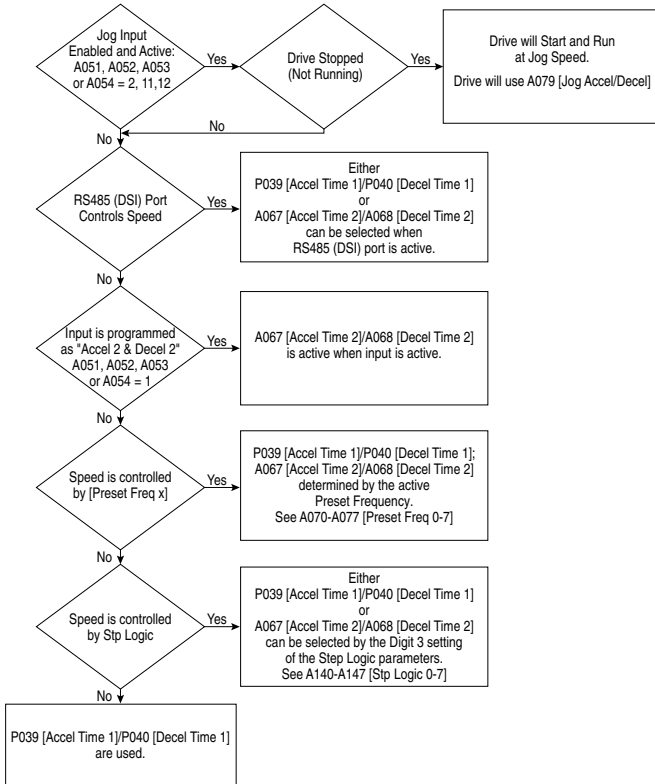 Jog Input
Enabled and Active:
A051, A052, A053
or A054 = 2, 11,12
Yes
Drive Stopped
(Not Running)
Yes
Drive will Start and Run
at Jog Speed.
Drive will use A079 [Jog Accel/Decel]
No
No
RS485 (DSI) Port
Controls Speed
Yes
Either
P039 [Accel Time 1]/P040 [Decel Time 1]
or
A067 [Accel Time 2]/A068 [Decel Time 2]
can be selected when
RS485 (DSI) port is active.
No
Input is programmed
as "Accel 2 & Decel 2"
A051, A052, A053
or A054 = 1
Yes
A067 [Accel Time 2]/A068 [Decel Time 2]
is active when input is active.
No
Speed is controlled
by [Preset Freq x]
Yes
P039 [Accel Time 1]/P040 [Decel Time 1];
A067 [Accel Time 2]/A068 [Decel Time 2]
determined by the active
Preset Frequency.
See A070-A077 [Preset Freq 0-7]
No
Speed is controlled
by Stp Logic
Yes
Either
P039 [Accel Time 1]/P040 [Decel Time 1]
or
A067 [Accel Time 2]/A068 [Decel Time 2]
can be selected by the Digit 3 setting
of the Step Logic parameters.
See A140-A147 [Stp Logic 0-7]
No
P039 [Accel Time 1]/P040 [Decel Time 1]
are used.